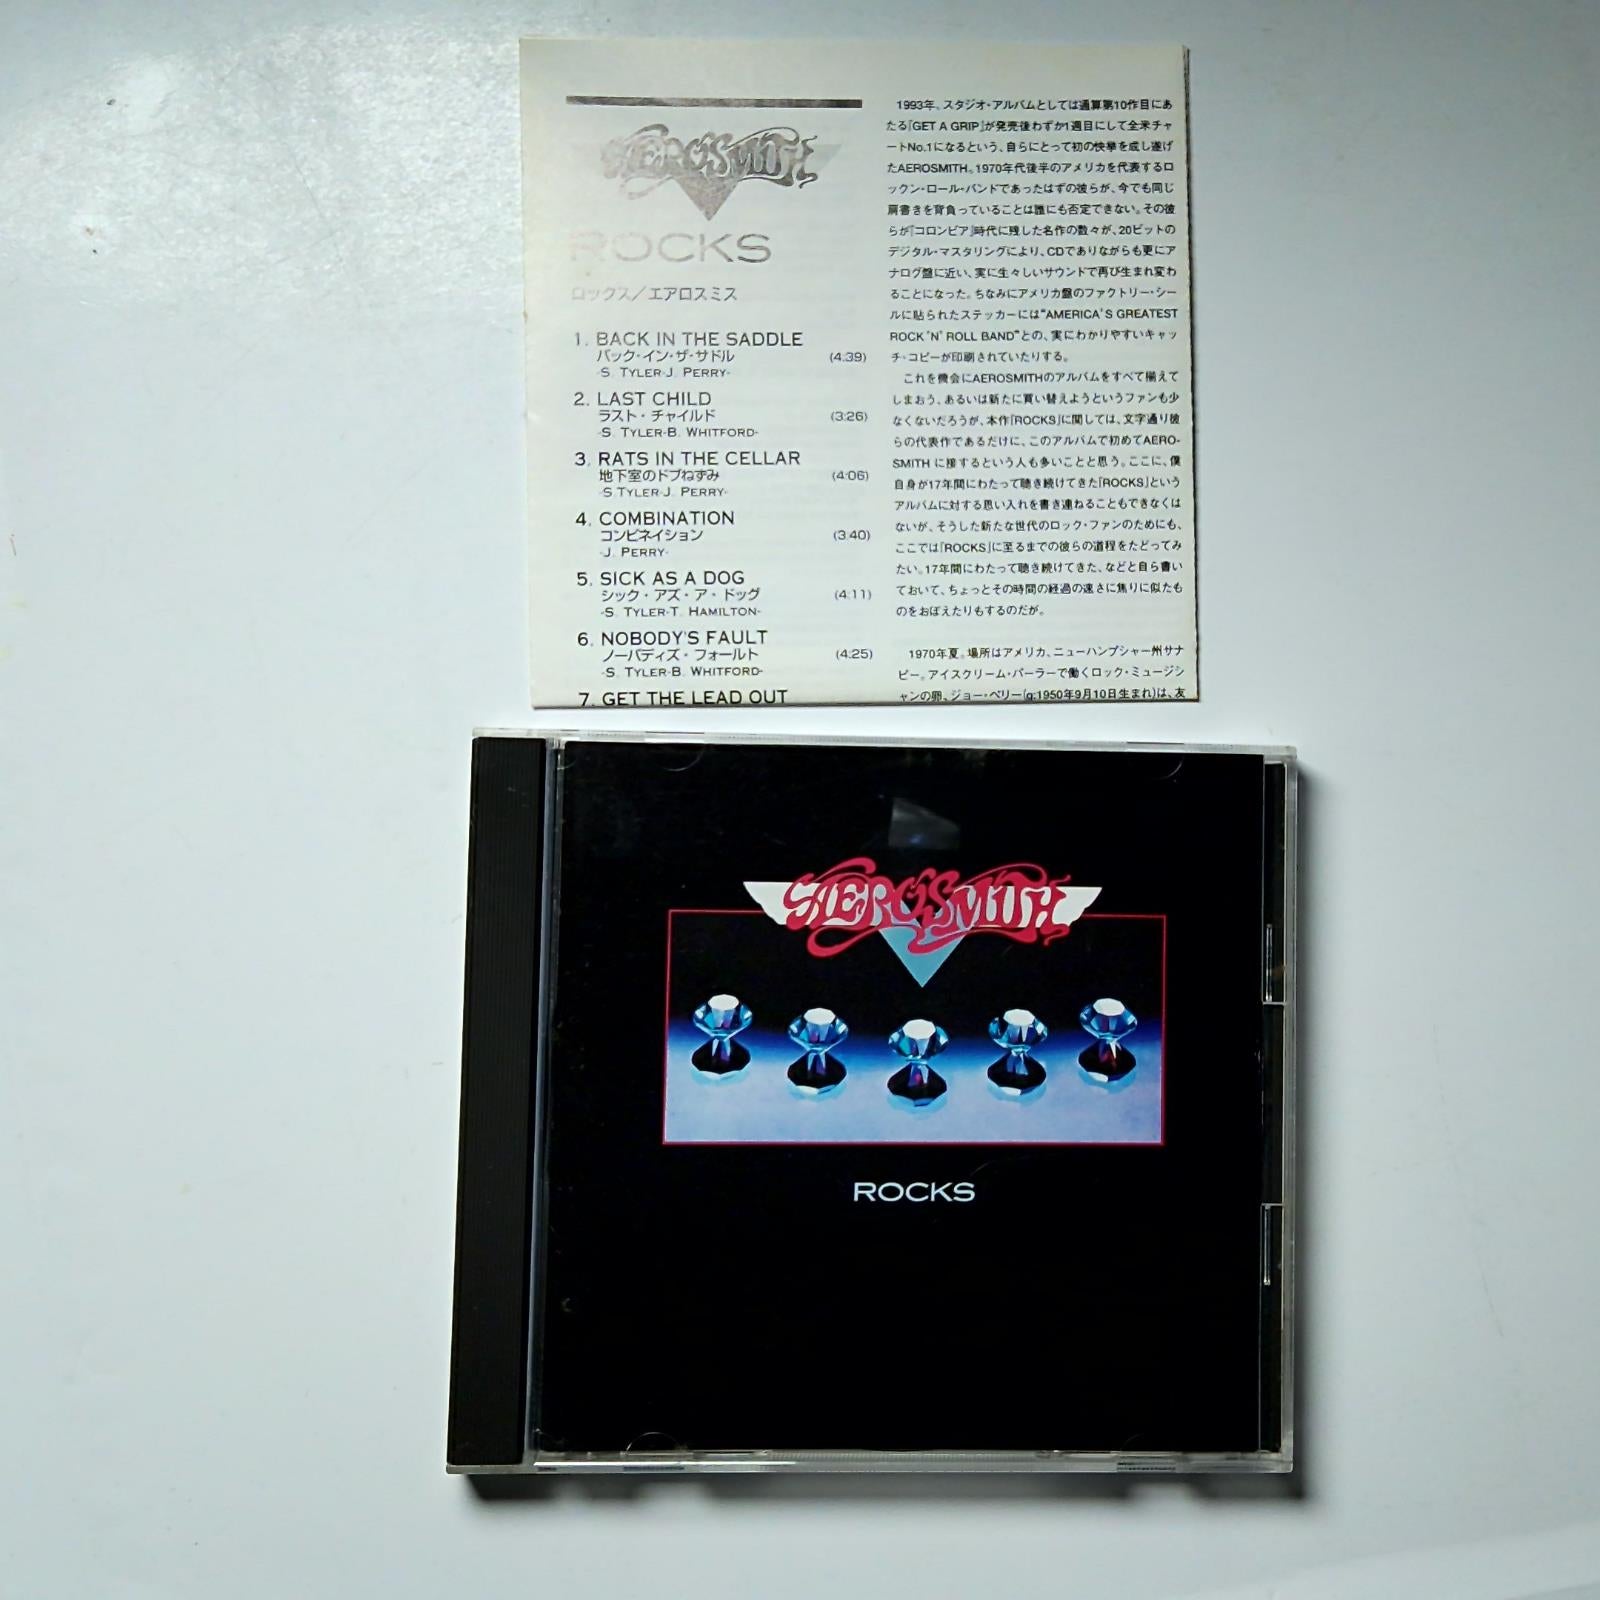 AEROSMITH
ROCKS
ロックス／エアロスミス
1. BACK IN THE SADDLE
バック・イン・ザ・サドル (4:39)
-S. TYLER-J. PERRY-
2. LAST CHILD
ラスト・チャイルド (3:26)
-S. TYLER-B. WHITFORD-
3. RATS IN THE CELLAR
地下室のドブねずみ (4:06)
-S. TYLER-J. PERRY-
4. COMBINATION
コンビネイション (3:40)
-J. PERRY-
5. SICK AS A DOG
シック・アズ・ア・ドッグ (4:11)
-S. TYLER-T. HAMILTON-
6. NOBODY'S FAULT
ノーバディズ・フォールト (4:25)
-S. TYLER-B. WHITFORD-
7. GET THE LEAD OUT
1993年、スタジオ・アルバムとしては通算第10作目にあ
たる『GET A GRIP』が発売後わずか1週目にして全米チャ
ートNo.1になるという、自らにとって初の快挙を成し遂げ
たAEROSMITH。1970年代後半のアメリカを代表するロ
ックン・ロール・バンドであったはずの彼らが、今でも同じ
肩書きを背負っていることは誰にも否定できない。その彼
らが『コロンビア』時代に残した名作の数々が、20ビットの
デジタル・マスタリングにより、CDでありながらも更にア
ナログ盤に近い、実に生々しいサウンドで再び生まれ変わ
ることになった。ちなみにアメリカ盤のファクトリー・シー
ルに貼られたステッカーには"AMERICA'S GREATEST
ROCK 'N' ROLL BAND"との、実にわかりやすいキャッ
チ・コピーが印刷されていたりする。
これを機会にAEROSMITHのアルバムをすべて揃えて
しまおう、あるいは新たに買い替えようというファンも少
なくないだろうが、本作『ROCKS』に関しては、文字通り彼
らの代表作であるだけに、このアルバムで初めてAERO-
SMITHに接するという人も多いことと思う。ここに、僕
自身が17年間にわたって聴き続けてきた『ROCKS』という
アルバムに対する思い入れを書き連ねることもできなくは
ないが、そうした新たな世代のロック・ファンのためにも、
ここでは『ROCKS』に至るまでの彼らの道程をたどってみ
たい。17年間にわたって聴き続けてきた、などと自ら書い
ておいて、ちょっとその時間の経過の速さに焦りに似たも
のをおぼえたりもするのだが。
1970年夏。場所はアメリカ、ニューハンプシャー州サナ
ピー。アイスクリーム・パーラーで働くロック・ミュージシ
ャンの卵、ジョー・ペリー(g:1950年9月10日生まれ)は、友
AEROSMITH
ROCKS